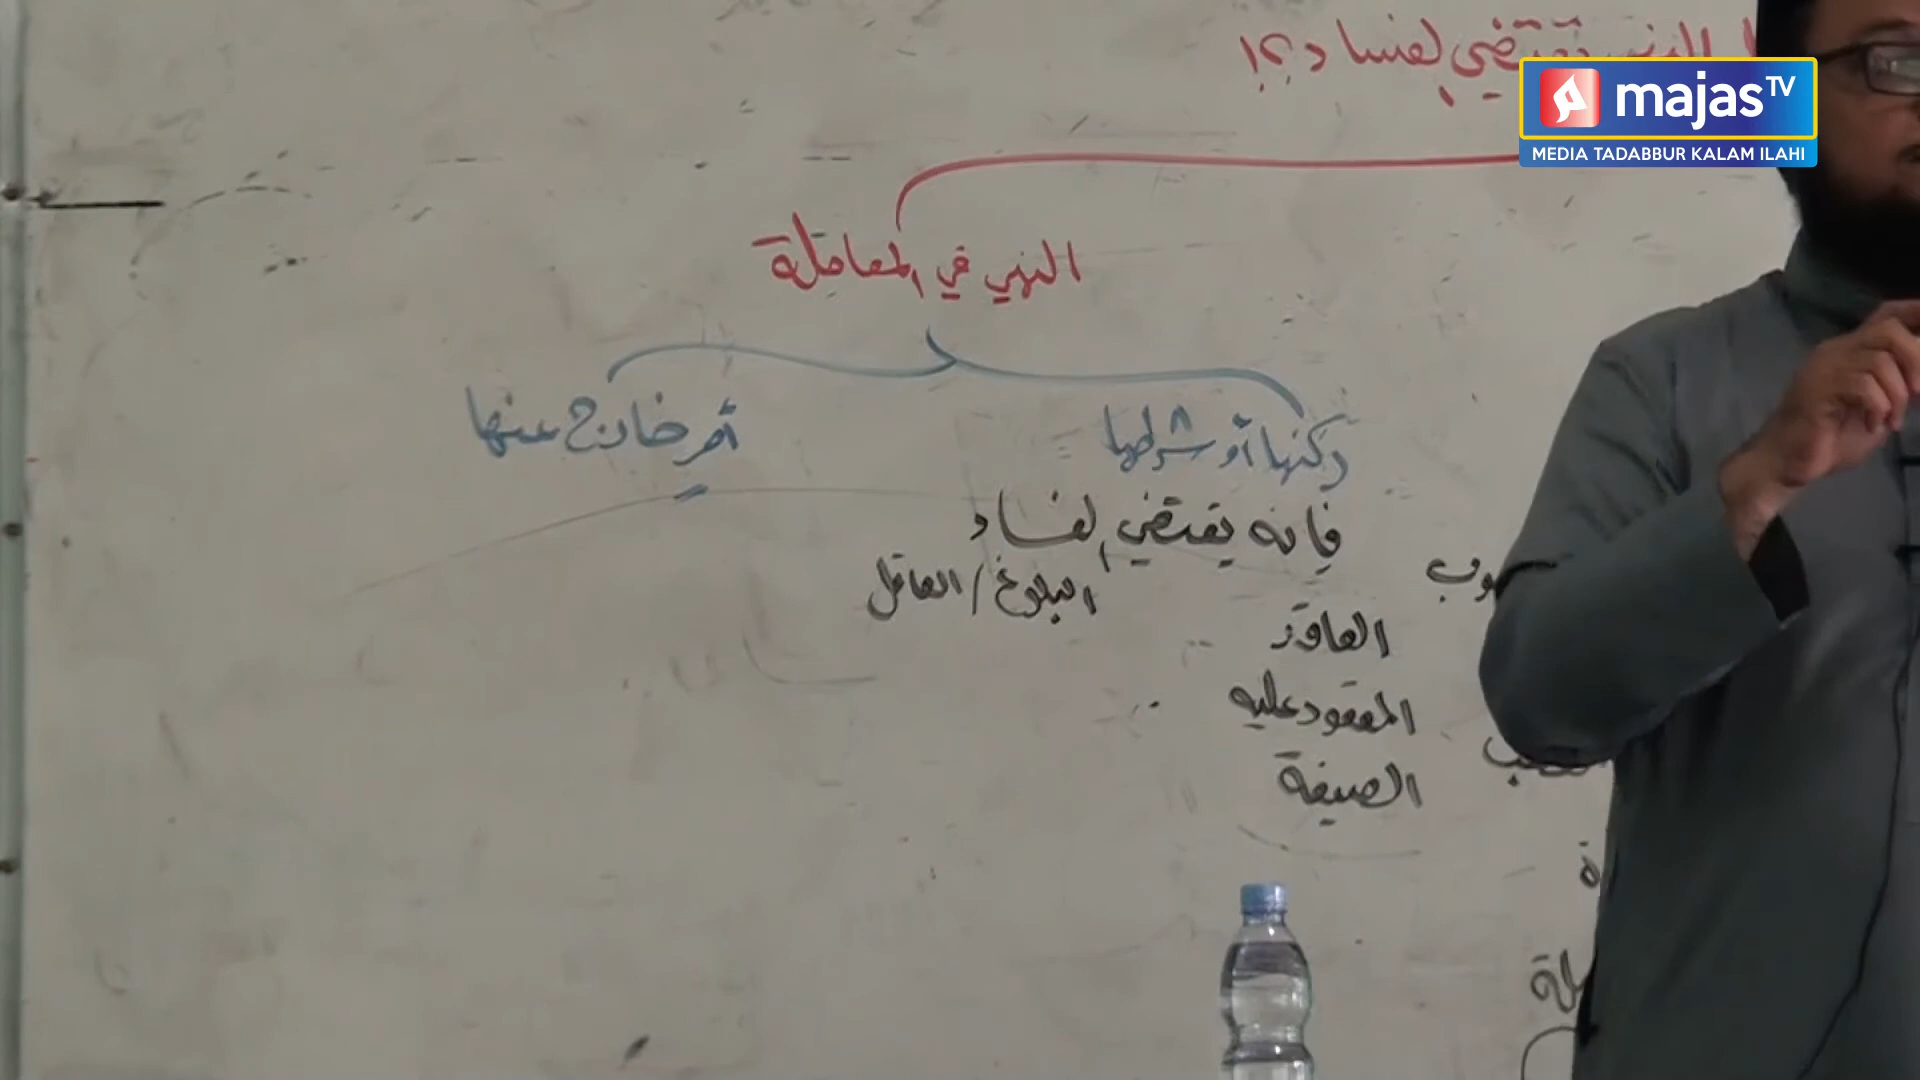 النهي يقتضي الفساد ؟!
majas TV
MEDIA TADABBUR KALAM ILAHI
النهي في المعاملة
ركنها أو شرطها
أمر خارج عنها
فإنه يقتضي الفساد
البلوغ / العاقل
العاقد
المعقود عليه
الصيغة